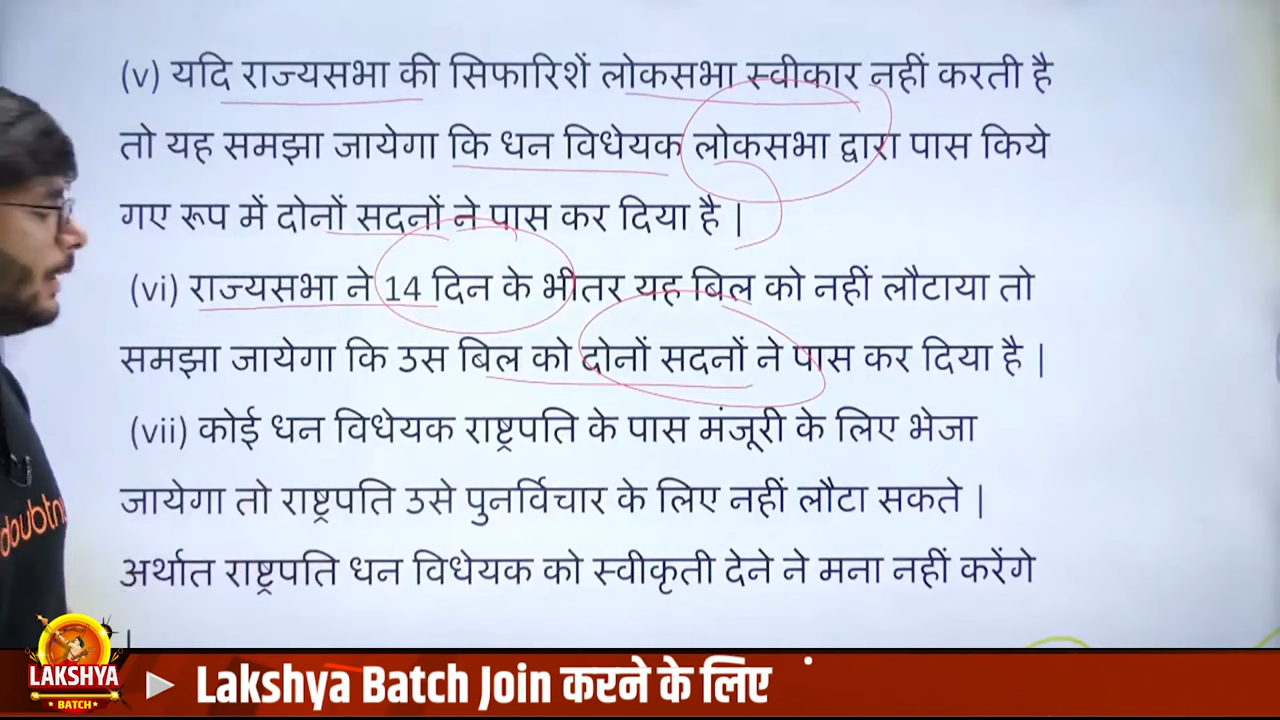 (v) यदि राज्यसभा की सिफारिशें लोकसभा स्वीकार नहीं करती है
तो यह समझा जायेगा कि धन विधेयक लोकसभा द्वारा पास किये
गए रूप में दोनों सदनों ने पास कर दिया है |
(vi) राज्यसभा ने 14 दिन के भीतर यह बिल को नहीं लौटाया तो
समझा जायेगा कि उस बिल को दोनों सदनों ने पास कर दिया है |
(vii) कोई धन विधेयक राष्ट्रपति के पास मंजूरी के लिए भेजा
जायेगा तो राष्ट्रपति उसे पुनर्विचार के लिए नहीं लौटा सकते |
अर्थात राष्ट्रपति धन विधेयक को स्वीकृती देने ने मना नहीं करेंगे
|
doubtn
LAKSHYA
BATCH
Lakshya Batch Join करने के लिए